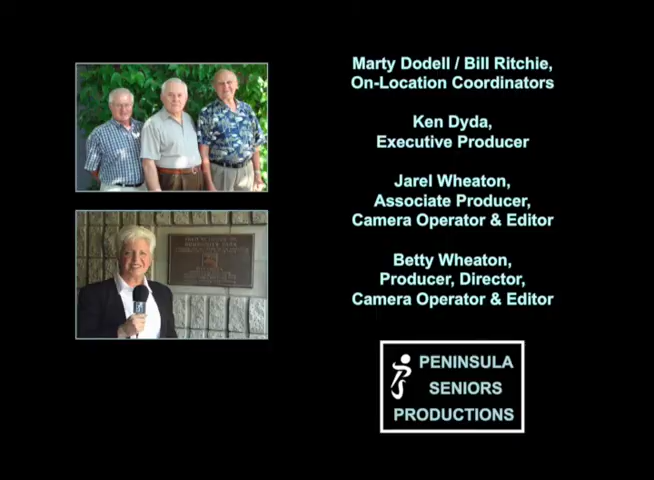 Marty Dodell / Bill Ritchie,
On-Location Coordinators
Ken Dyda,
Executive Producer
Jarel Wheaton,
Associate Producer,
Camera Operator & Editor
Betty Wheaton,
Producer, Director,
Camera Operator & Editor
PENINSULA
SENIORS
PRODUCTIONS